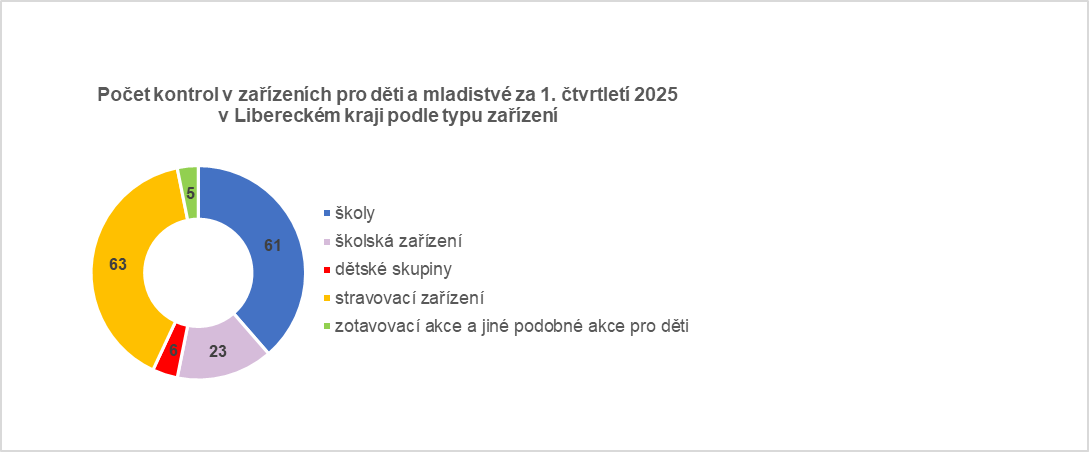 Počet kontrol v zařízeních pro děti a mladistvé za 1. čtvrtletí 2025
v Libereckém kraji podle typu zařízení
5
61
63
6
23
školy
školská zařízení
dětské skupiny
stravovací zařízení
zotavovací akce a jiné podobné akce pro děti